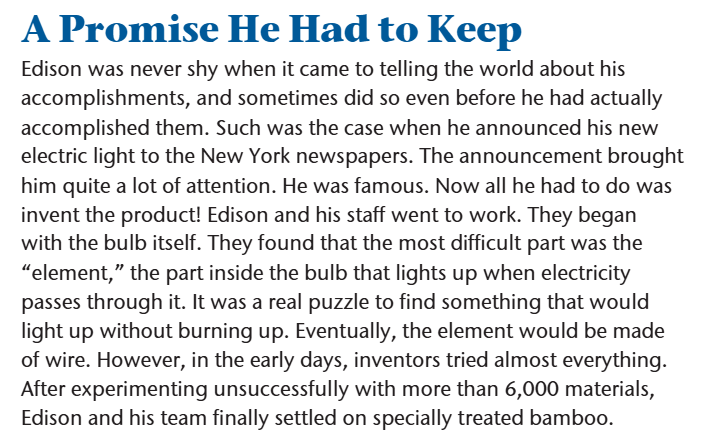 A Promise He Had to Keep
Edison was never shy when it came to telling the world about his
accomplishments, and sometimes did so even before he had actually
accomplished them. Such was the case when he announced his new
electric light to the New York newspapers. The announcement brought
him quite a lot of attention. He was famous. Now all he had to do was
invent the product! Edison and his staff went to work. They began
with the bulb itself. They found that the most difficult part was the
“element,” the part inside the bulb that lights up when electricity
passes through it. It was a real puzzle to find something that would
light up without burning up. Eventually, the element would be made
of wire. However, in the early days, inventors tried almost everything.
After experimenting unsuccessfully with more than 6,000 materials,
Edison and his team finally settled on specially treated bamboo.